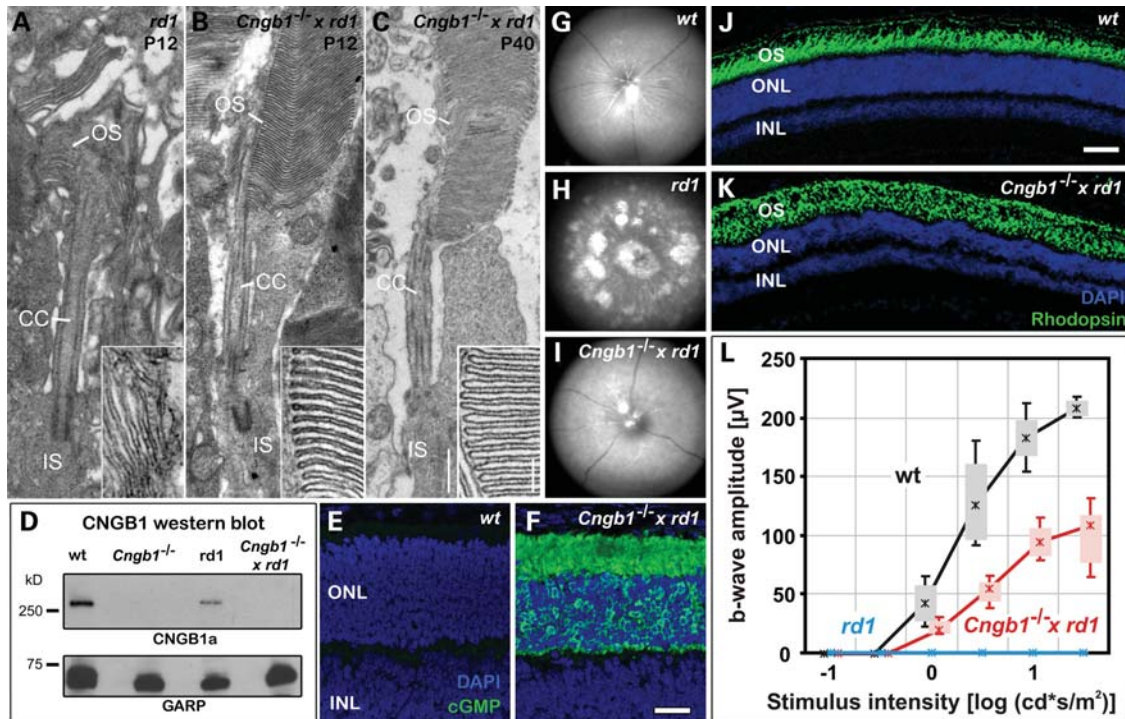 A
rd1
P12
OS
CC
IS
B
Cngb1-/- x rd1
P12
OS
CC
IS
C
Cngb1-/- x rd1
P40
OS
CC
IS
D CNGB1 western blot
wt Cngb1-/- rd1 Cngb1-/- x rd1
kD
250
CNGB1a
75
GARP
E wt
ONL
INL
DAPI
cGMP
F Cngb1-/- x rd1
G wt
H rd1
I Cngb1-/- x rd1
J wt
OS
ONL
INL
K Cngb1-/- x rd1
OS
ONL
INL
DAPI
Rhodopsin
L
b-wave amplitude [µV]
250
200
150
100
50
0
wt
rd1
Cngb1-/- x rd1
-1 0 1 2
Stimulus intensity [log (cd*s/m²)]